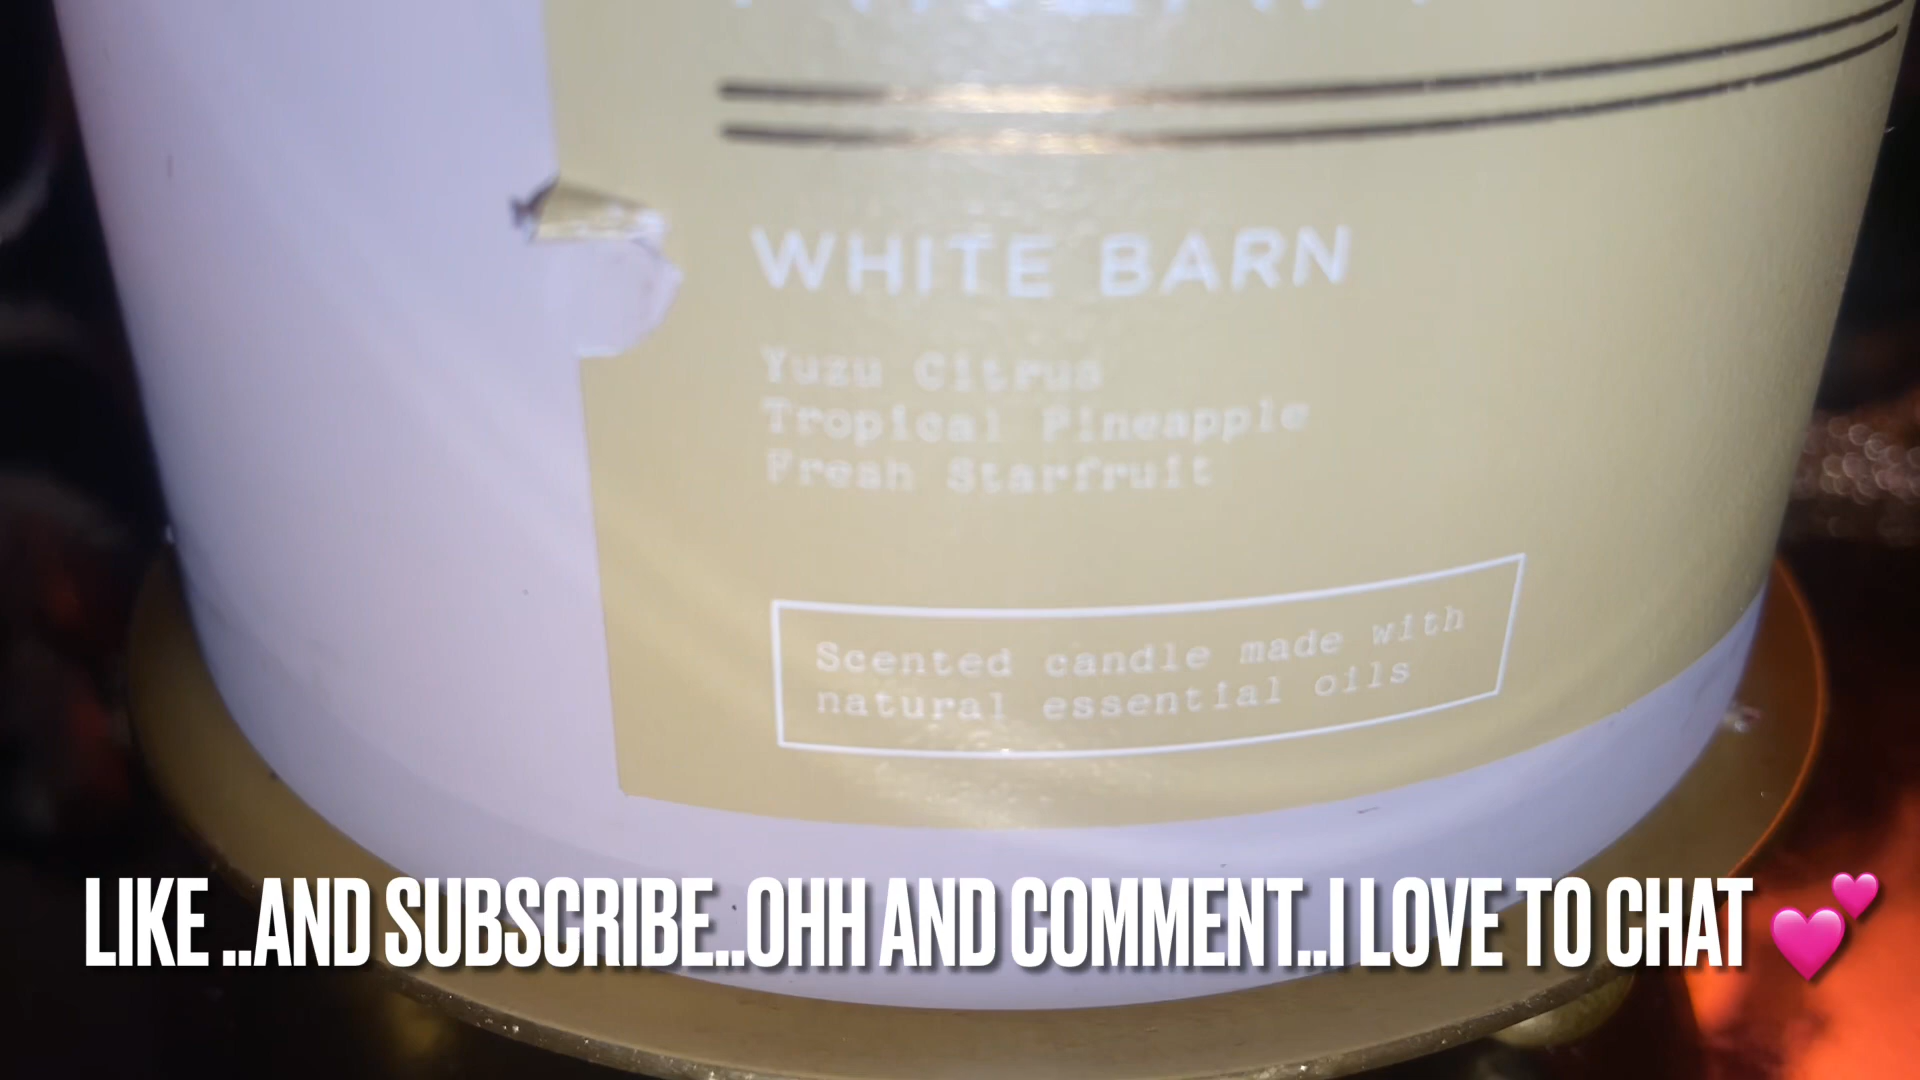 WHITE BARN
Yuzu Citrus
Tropical Pineapple
Fresh Starfruit
Scented candle made with
natural essential oils
LIKE ..AND SUBSCRIBE..OHH AND COMMENT..I LOVE TO CHAT 💕